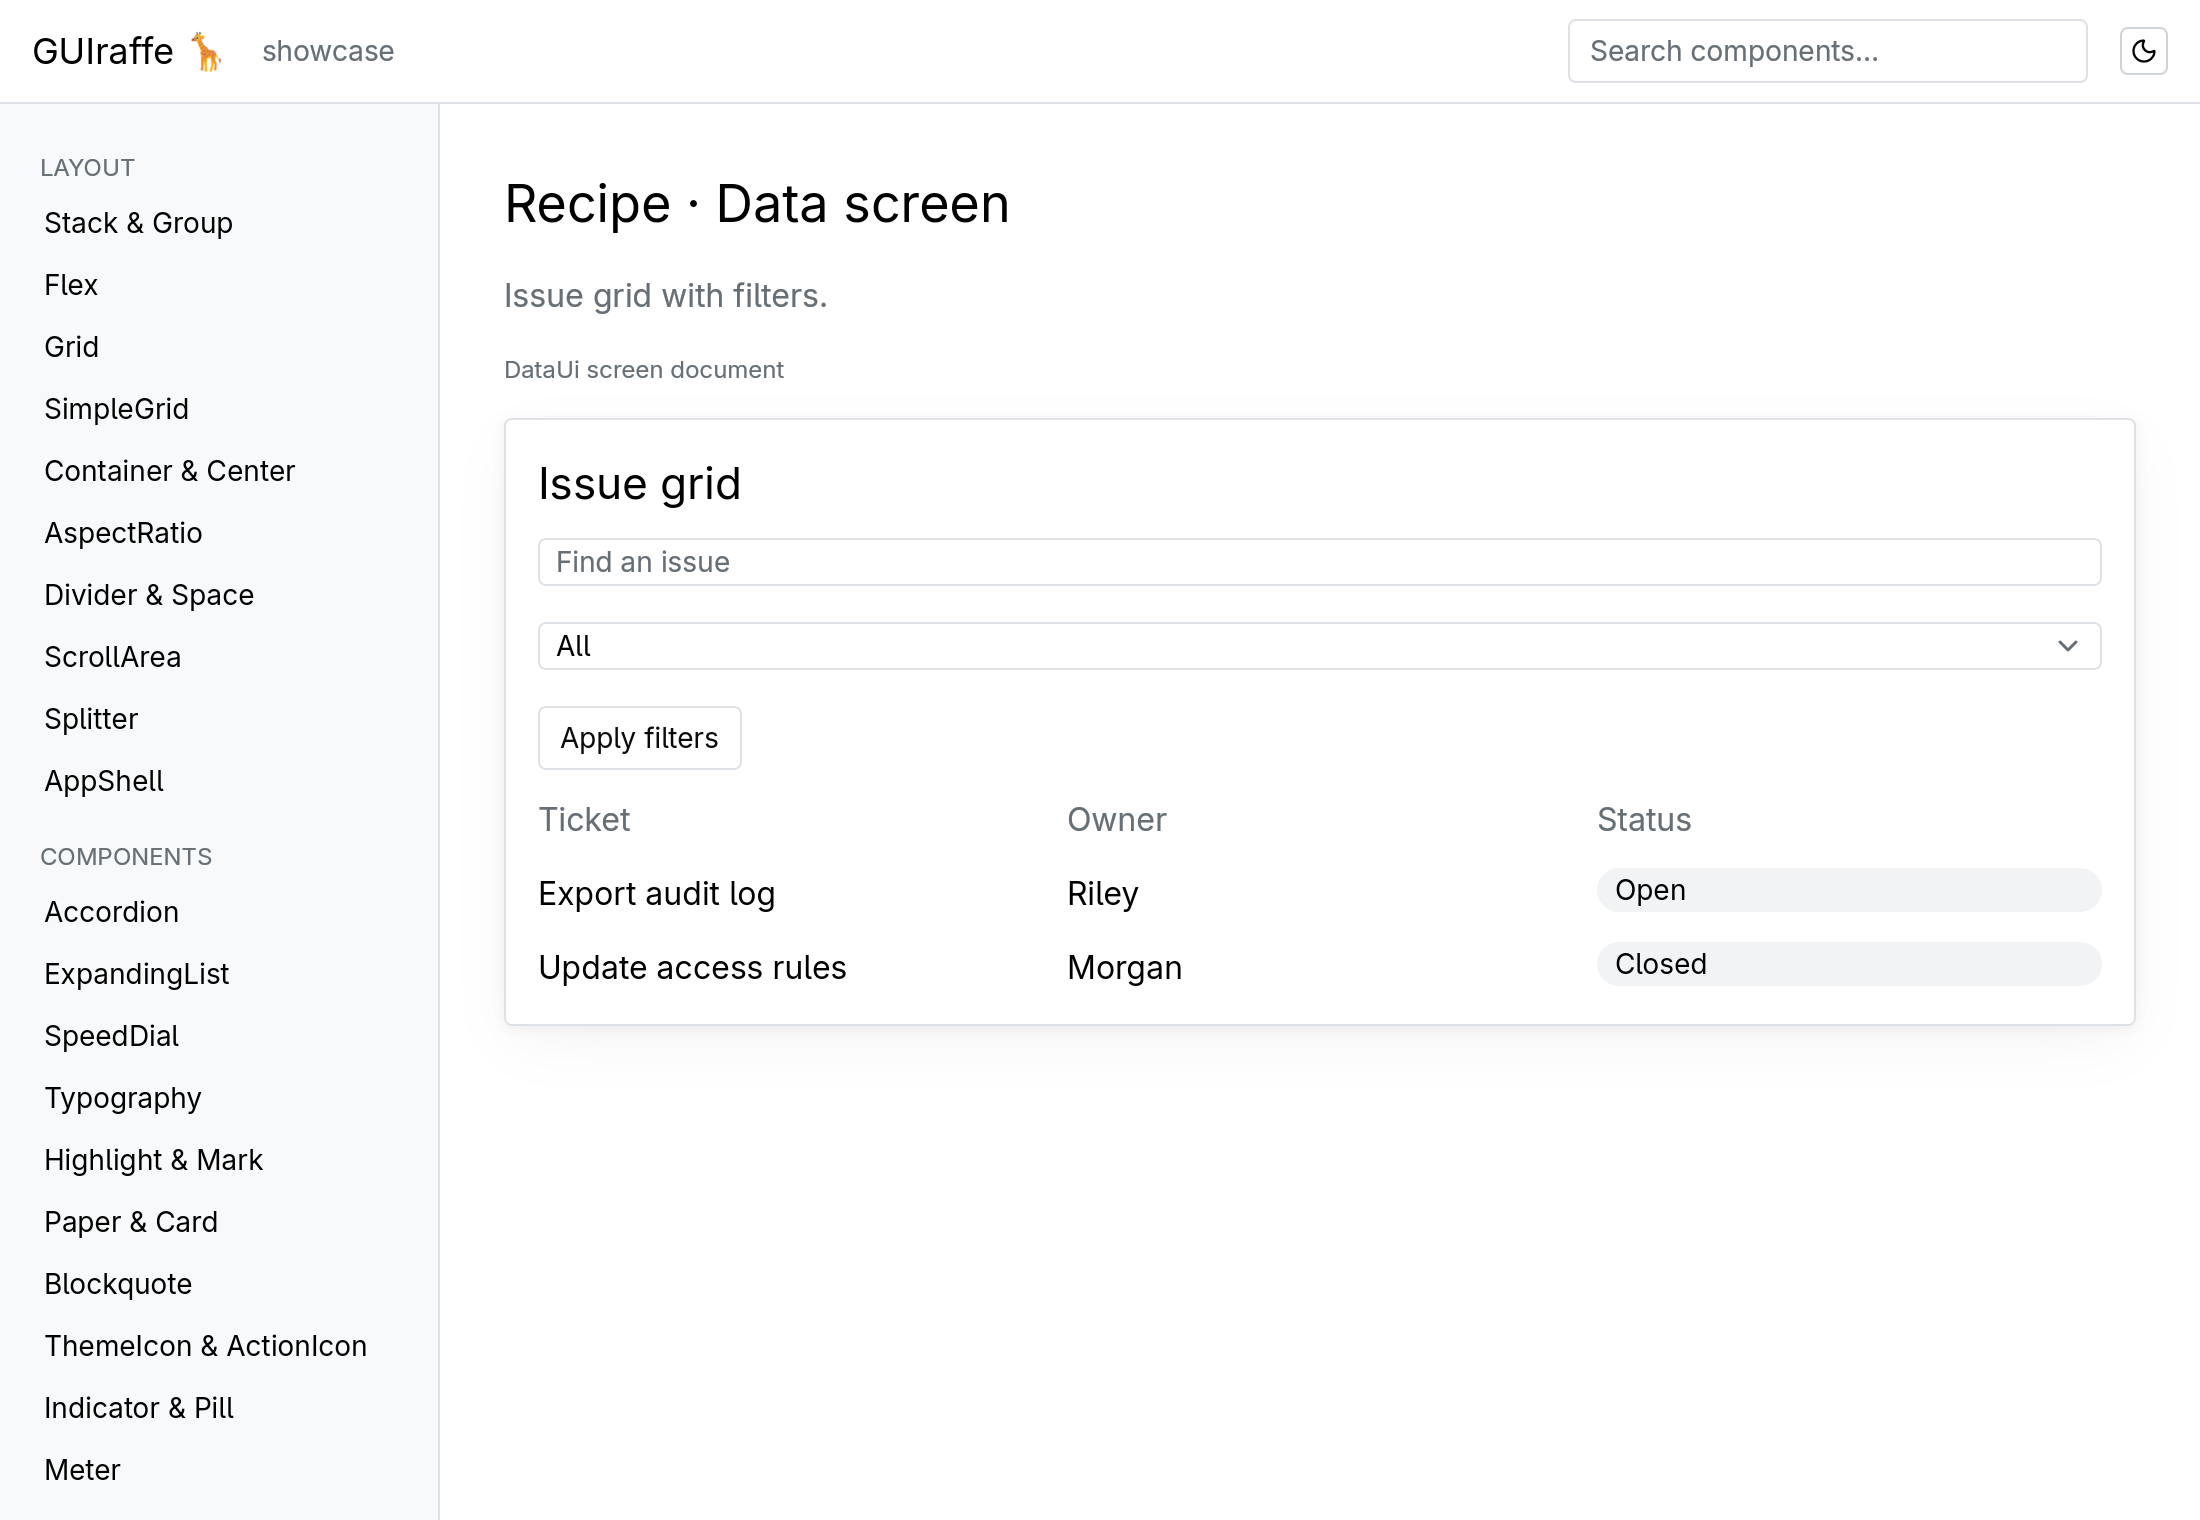 GUIraffe 🦒 showcase Search components...
LAYOUT
Stack & Group
Flex
Grid
SimpleGrid
Container & Center
AspectRatio
Divider & Space
ScrollArea
Splitter
AppShell
COMPONENTS
Accordion
ExpandingList
SpeedDial
Typography
Highlight & Mark
Paper & Card
Blockquote
ThemeIcon & ActionIcon
Indicator & Pill
Meter
Recipe · Data screen
Issue grid with filters.
DataUi screen document
Issue grid
Find an issue
All
Apply filters
Ticket Owner Status
Export audit log Riley Open
Update access rules Morgan Closed